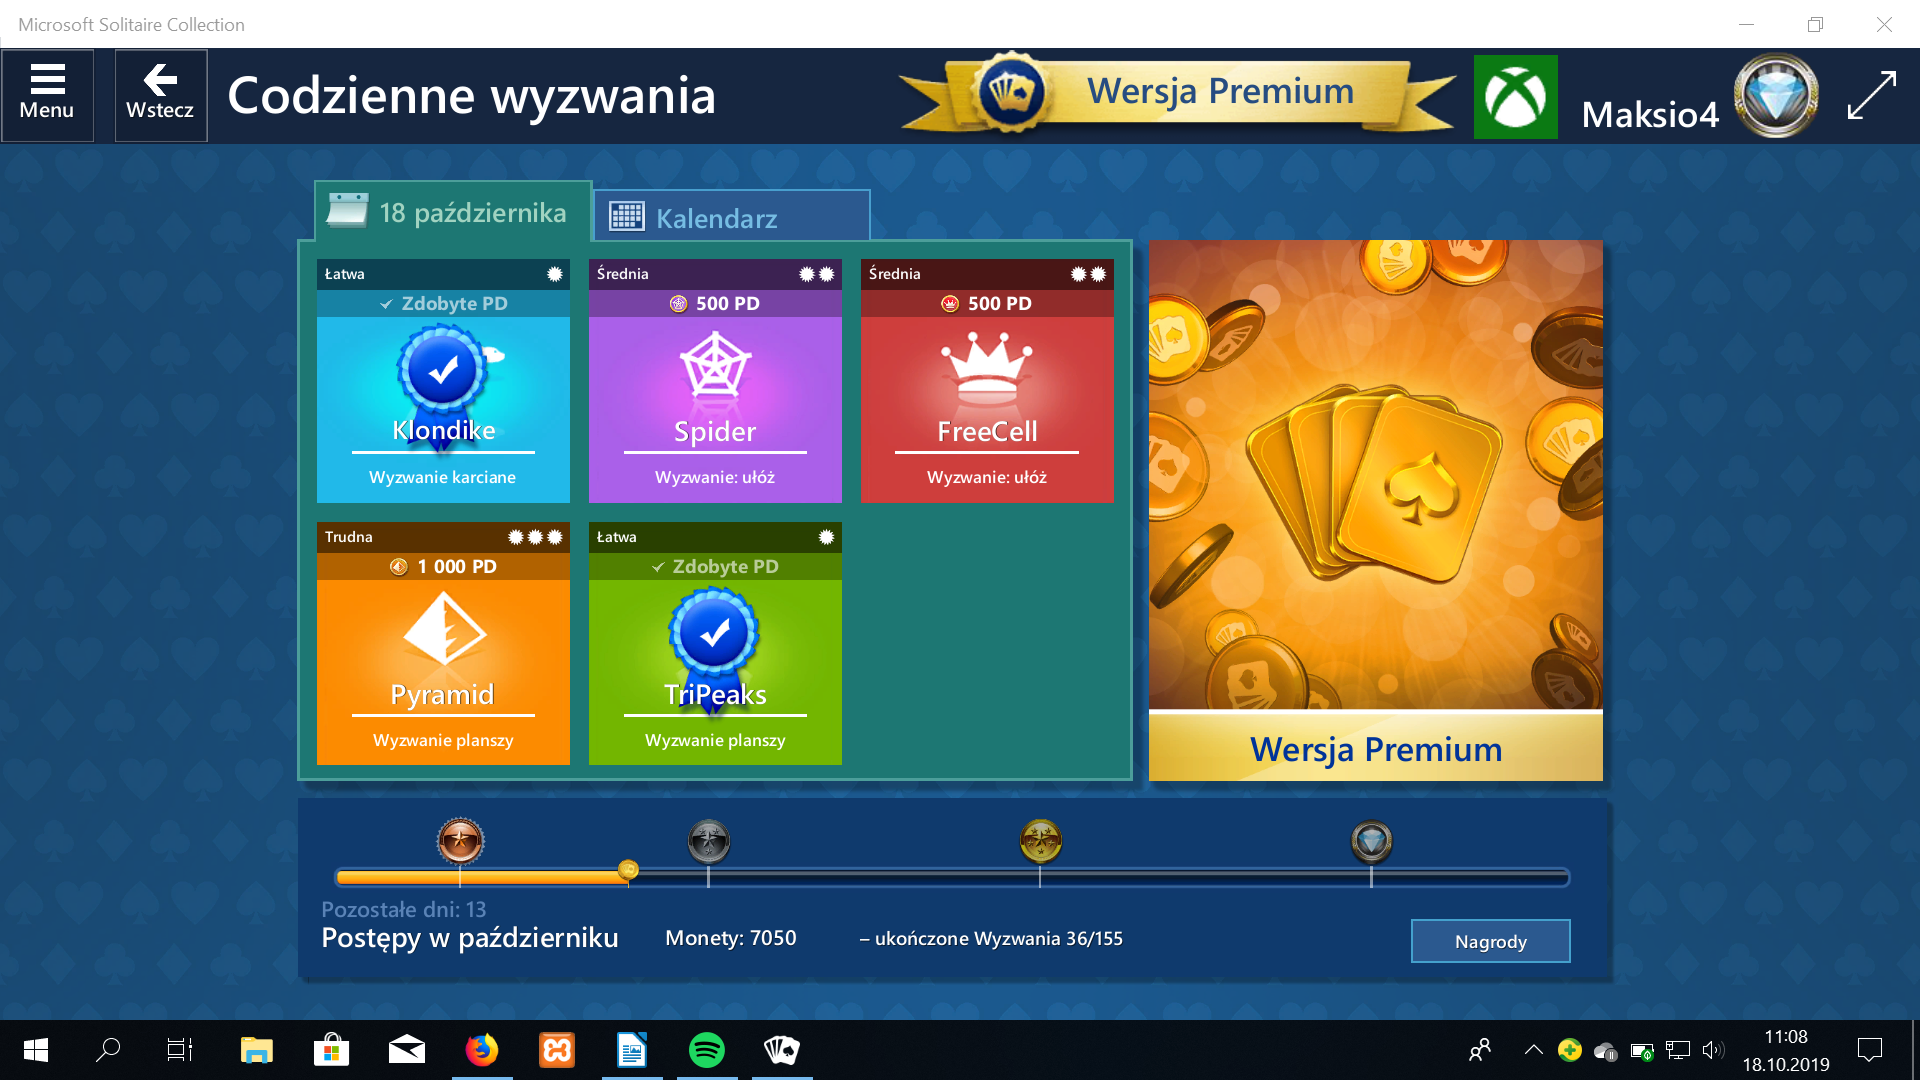 Microsoft Solitaire Collection
Menu
Wstecz
Codzienne wyzwania
Wersja Premium
Maksio4
18 października
Kalendarz
Łatwa
Zdobyte PD
Klondike
Wyzwanie karciane
Średnia
500 PD
Spider
Wyzwanie: ułóż
Średnia
500 PD
FreeCell
Wyzwanie: ułóż
Trudna
1 000 PD
Pyramid
Wyzwanie planszy
Łatwa
Zdobyte PD
TriPeaks
Wyzwanie planszy
Wersja Premium
Pozostałe dni: 13
Postępy w październiku
Monety: 7050
– ukończone Wyzwania 36/155
Nagrody
11:08
18.10.2019